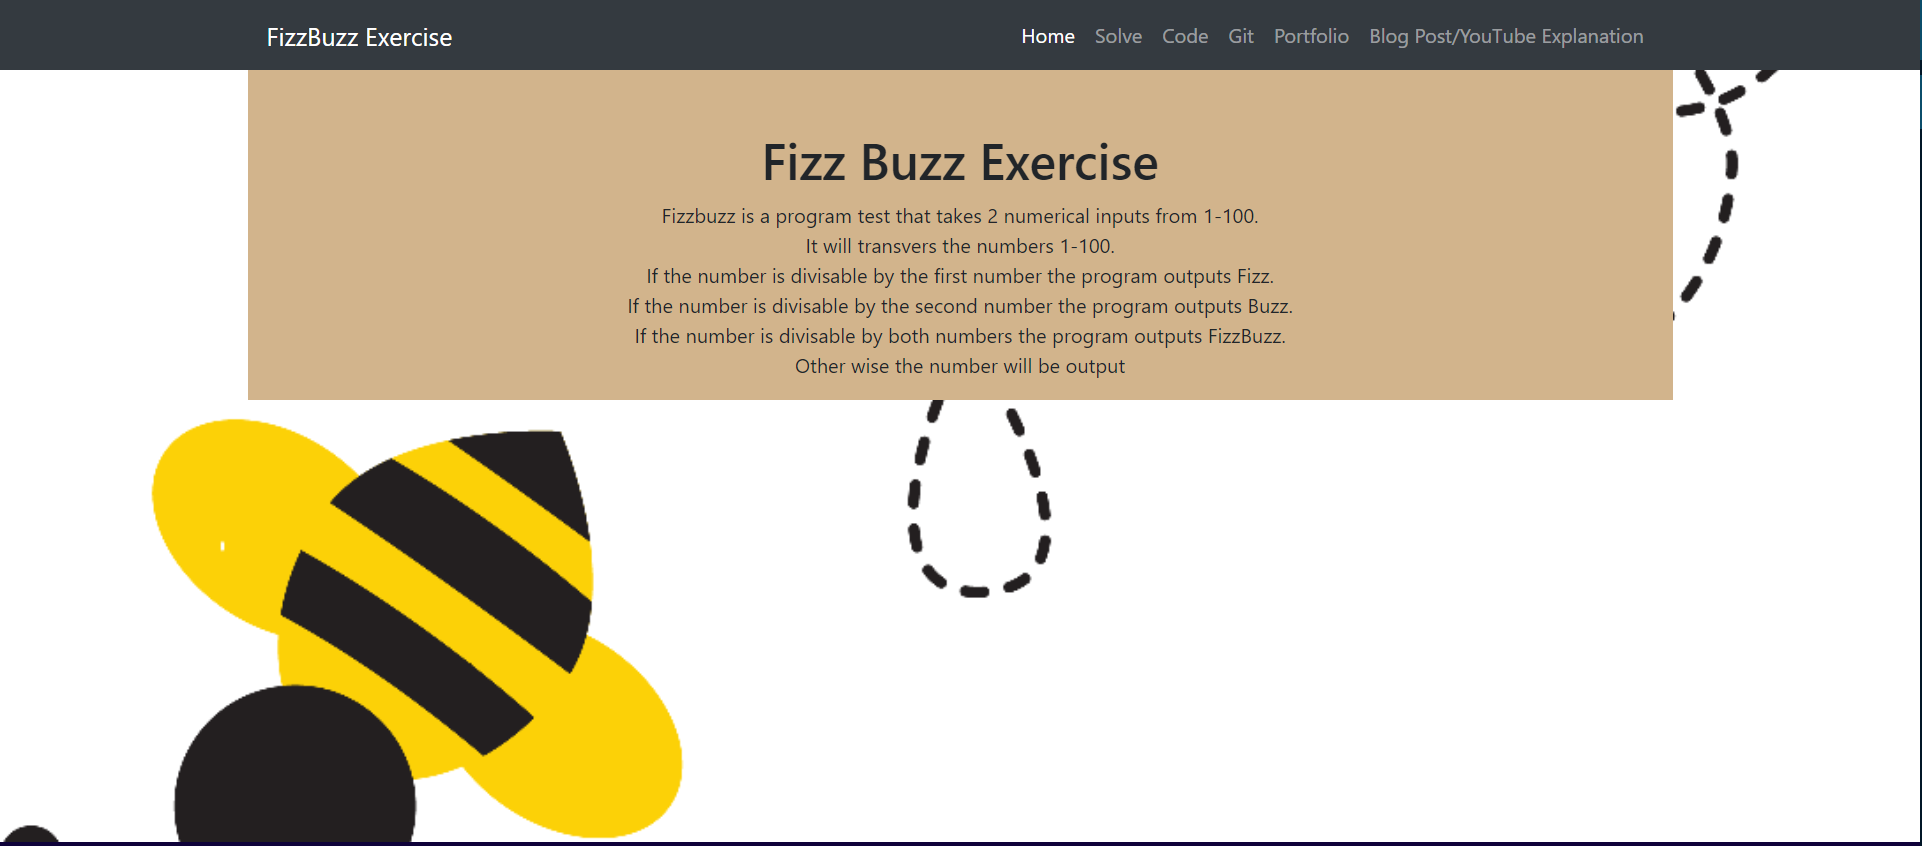 FizzBuzz Exercise
Home Solve Code Git Portfolio Blog Post/YouTube Explanation
Fizz Buzz Exercise
Fizzbuzz is a program test that takes 2 numerical inputs from 1-100.
It will transvers the numbers 1-100.
If the number is divisable by the first number the program outputs Fizz.
If the number is divisable by the second number the program outputs Buzz.
If the number is divisable by both numbers the program outputs FizzBuzz.
Other wise the number will be output